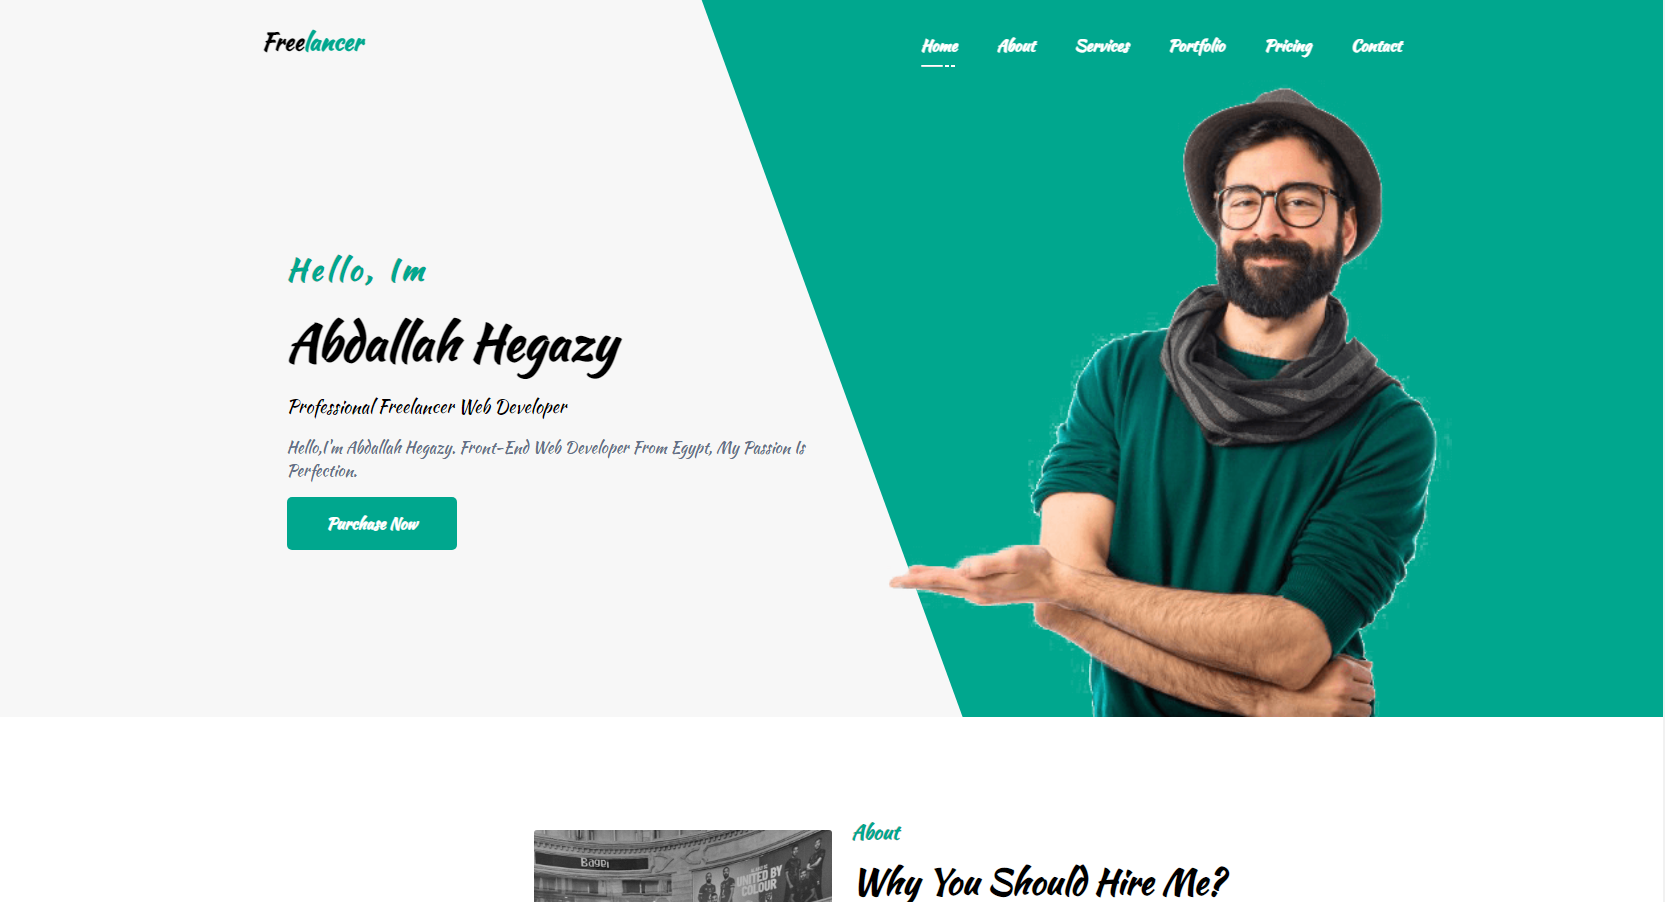 Freelancer
Home About Services Portfolio Pricing Contact
Hello, Im
Abdallah Hegazy
Professional Freelancer Web Developer
Hello,I'm Abdallah Hegazy. Front-End Web Developer From Egypt, My Passion Is
Perfection.
Purchase Now
About
Why You Should Hire Me?
UNITED BY
COLOUR